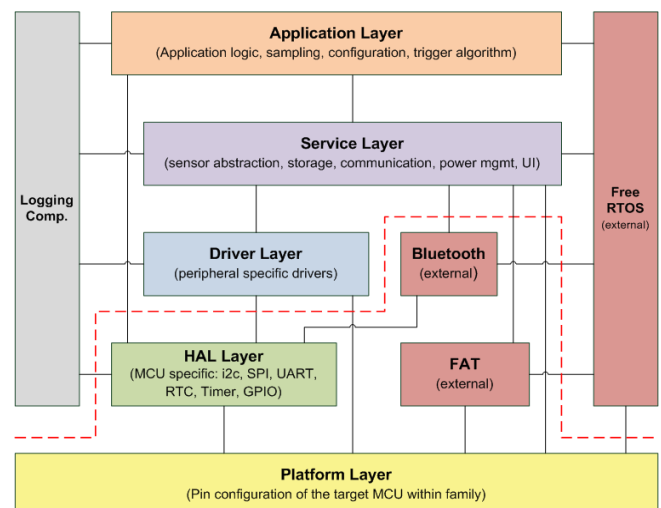 Application Layer
(Application logic, sampling, configuration, trigger algorithm)
Service Layer
(sensor abstraction, storage, communication, power mgmt, UI)
Logging
Comp.
Free
RTOS
(external)
Driver Layer
(peripheral specific drivers)
Bluetooth
(external)
HAL Layer
(MCU specific: i2c, SPI, UART,
RTC, Timer, GPIO)
FAT
(external)
Platform Layer
(Pin configuration of the target MCU within family)